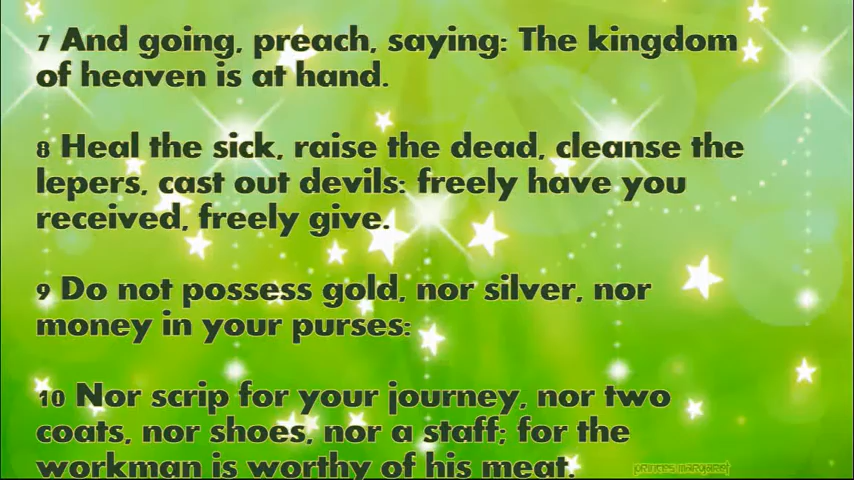 7 And going, preach, saying: The kingdom
of heaven is at hand.
8 Heal the sick, raise the dead, cleanse the
lepers, cast out devils: freely have you
received, freely give.
9 Do not possess gold, nor silver, nor
money in your purses:
10 Nor scrip for your journey, nor two
coats, nor shoes, nor a staff; for the
workman is worthy of his meat.
PRINCES MARGARET